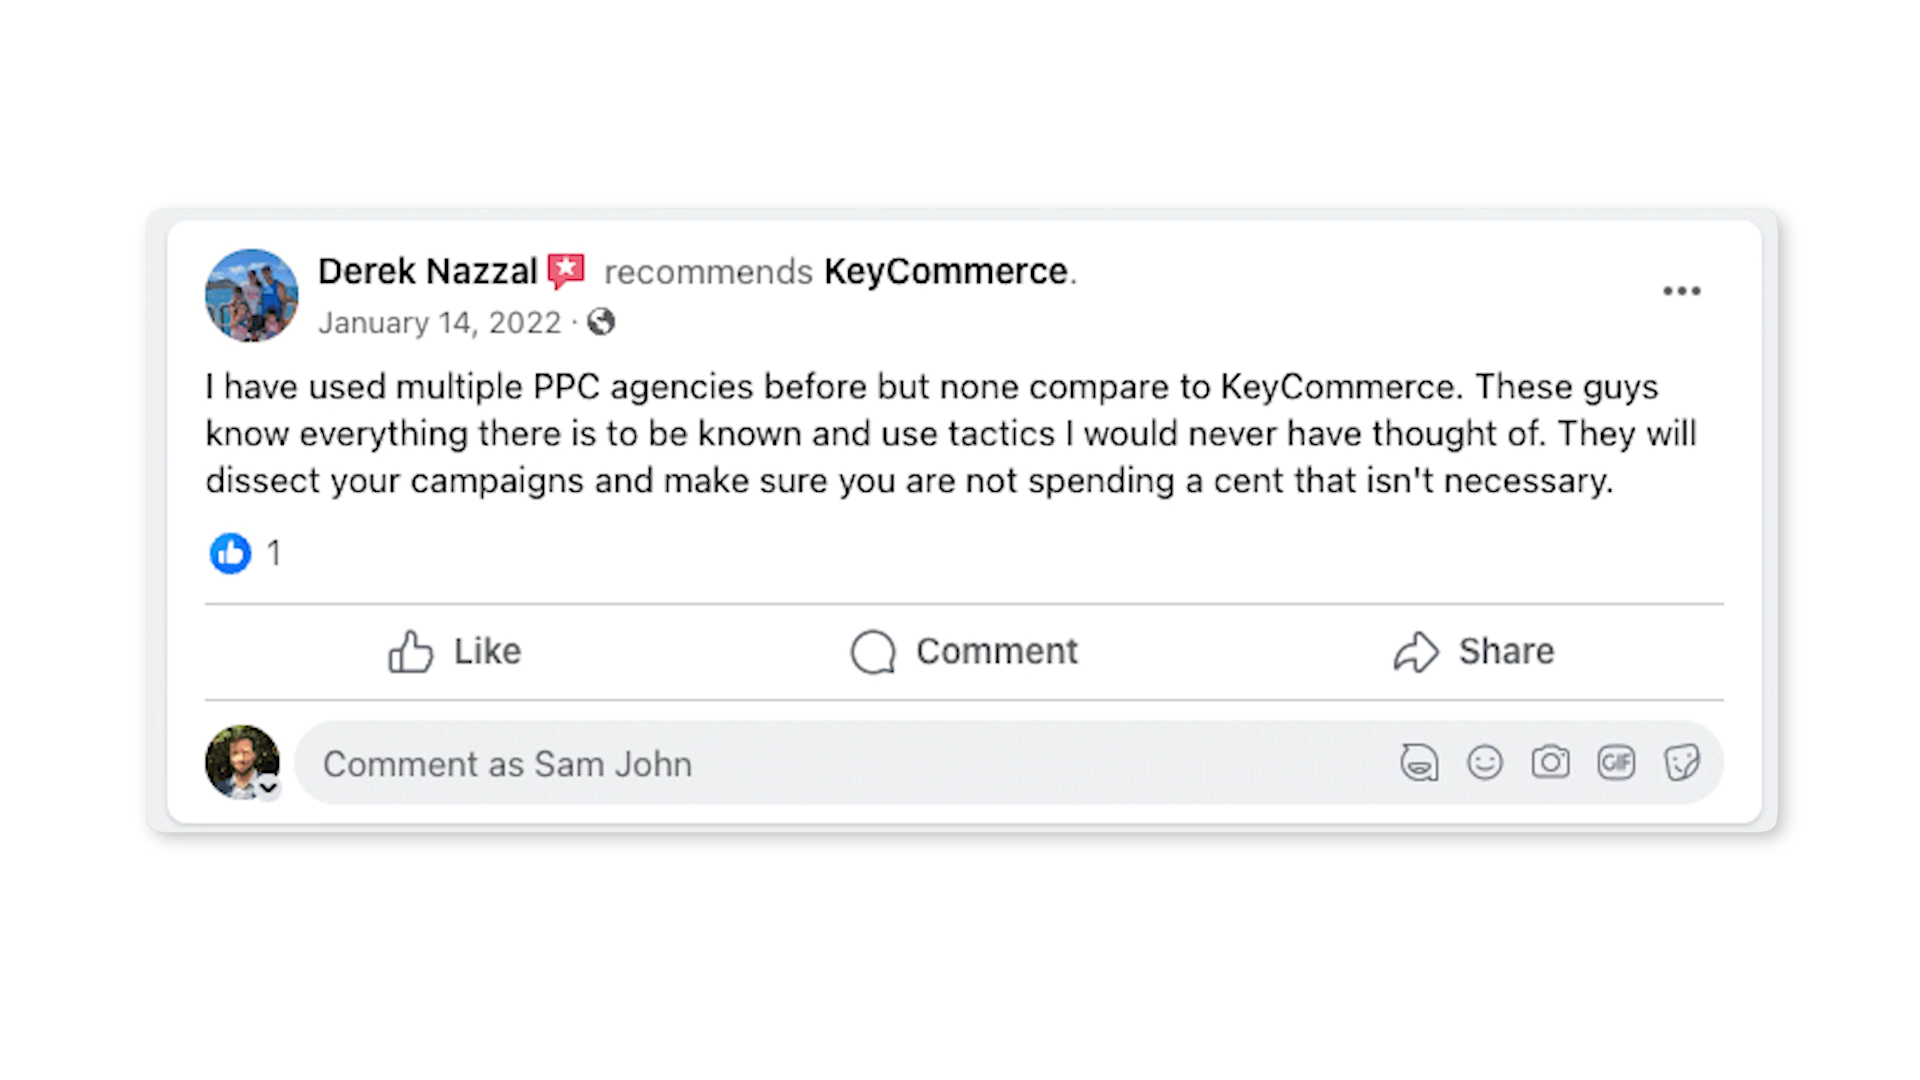 Derek Nazzal recommends KeyCommerce.
January 14, 2022 ·
I have used multiple PPC agencies before but none compare to KeyCommerce. These guys
know everything there is to be known and use tactics I would never have thought of. They will
dissect your campaigns and make sure you are not spending a cent that isn't necessary.
1
Like Comment Share
Comment as Sam John GIF